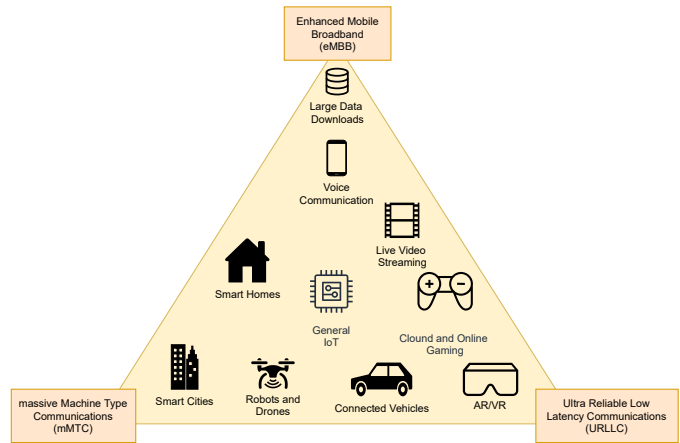 Enhanced Mobile
Broadband
(eMBB)
Large Data
Downloads
Voice
Communication
Live Video
Streaming
Smart Homes
General
IoT
Clound and Online
Gaming
Smart Cities
Robots and
Drones
Connected Vehicles
AR/VR
massive Machine Type
Communications
(mMTC)
Ultra Reliable Low
Latency Communications
(URLLC)